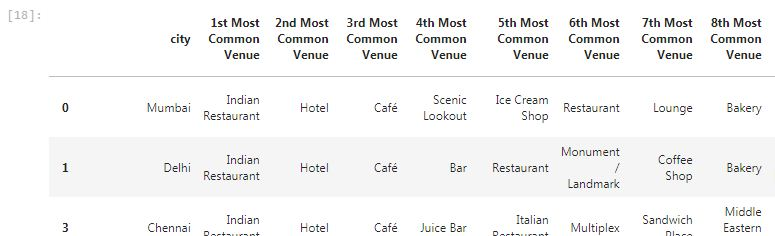 [18]:
city 1st Most Common Venue 2nd Most Common Venue 3rd Most Common Venue 4th Most Common Venue 5th Most Common Venue 6th Most Common Venue 7th Most Common Venue 8th Most Common Venue
0 Mumbai Indian Restaurant Hotel Café Scenic Lookout Ice Cream Shop Restaurant Lounge Bakery
1 Delhi Indian Restaurant Hotel Café Bar Restaurant Monument / Landmark Coffee Shop Bakery
3 Chennai Indian Restaurant Hotel Café Juice Bar Italian Restaurant Multiplex Sandwich Place Middle Eastern